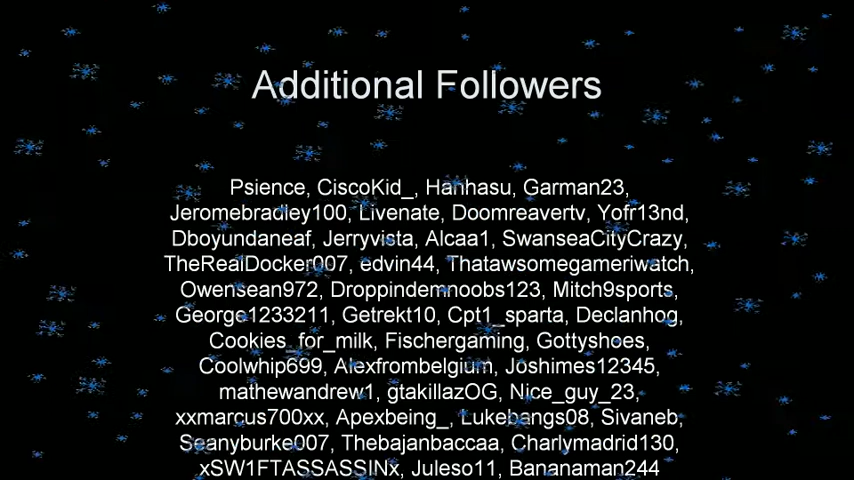 Additional Followers
Psience, CiscoKid_, Hanhasu, Garman23,
Jeromebradley100, Livenate, Doomreavertv, Yofr13nd,
Dboyundaneaf, Jerryvista, Alcaa1, SwanseaCityCrazy,
TheRealDocker007, edvin44, Thatawsomegameriwatch,
Owensean972, Droppindemnoobs123, Mitch9sports,
George1233211, Getrekt10, Cpt1_sparta, Declanhog,
Cookies_for_milk, Fischergaming, Gottyshoes,
Coolwhip699, Alexfrombelgium, Joshimes12345,
mathewandrew1, gtakillazOG, Nice_guy_23,
xxmarcus700xx, Apexbeing_, Lukebangs08, Sivaneb,
Seanyburke007, Thebajanbaccaa, Charlymadrid130,
xSW1FTASSASSINx, Juleso11, Bananaman244